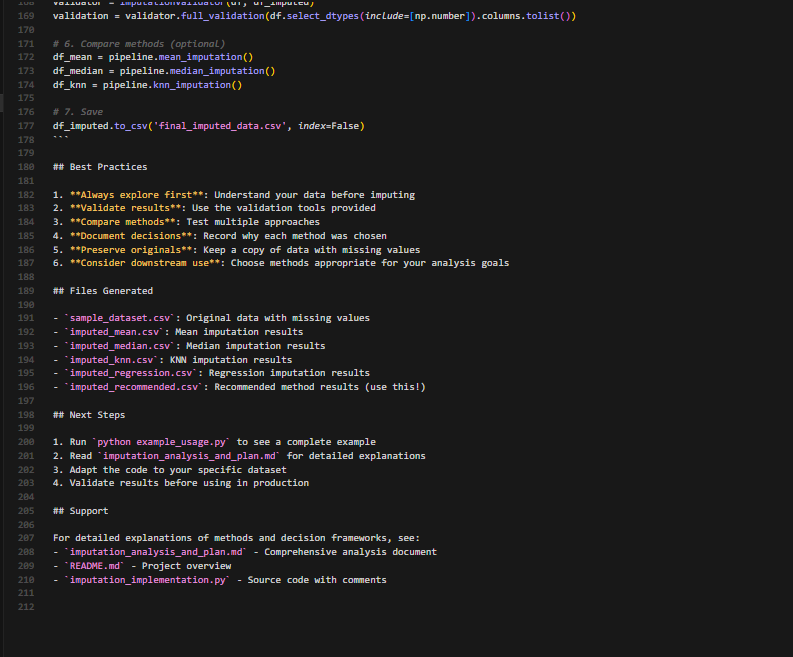 168 validator = ImputationValidator(df, df_imputed)
169 validation = validator.full_validation(df.select_dtypes(include=[np.number]).columns.tolist())
170
171 # 6. Compare methods (optional)
172 df_mean = pipeline.mean_imputation()
173 df_median = pipeline.median_imputation()
174 df_knn = pipeline.knn_imputation()
175
176 # 7. Save
177 df_imputed.to_csv('final_imputed_data.csv', index=False)
178 ```
179
180 ## Best Practices
181
182 1. **Always explore first**: Understand your data before imputing
183 2. **Validate results**: Use the validation tools provided
184 3. **Compare methods**: Test multiple approaches
185 4. **Document decisions**: Record why each method was chosen
186 5. **Preserve originals**: Keep a copy of data with missing values
187 6. **Consider downstream use**: Choose methods appropriate for your analysis goals
188
189 ## Files Generated
190
191 - `sample_dataset.csv`: Original data with missing values
192 - `imputed_mean.csv`: Mean imputation results
193 - `imputed_median.csv`: Median imputation results
194 - `imputed_knn.csv`: KNN imputation results
195 - `imputed_regression.csv`: Regression imputation results
196 - `imputed_recommended.csv`: Recommended method results (use this!)
197
198 ## Next Steps
199
200 1. Run `python example_usage.py` to see a complete example
201 2. Read `imputation_analysis_and_plan.md` for detailed explanations
202 3. Adapt the code to your specific dataset
203 4. Validate results before using in production
204
205 ## Support
206
207 For detailed explanations of methods and decision frameworks, see:
208 - `imputation_analysis_and_plan.md` - Comprehensive analysis document
209 - `README.md` - Project overview
210 - `imputation_implementation.py` - Source code with comments
211
212